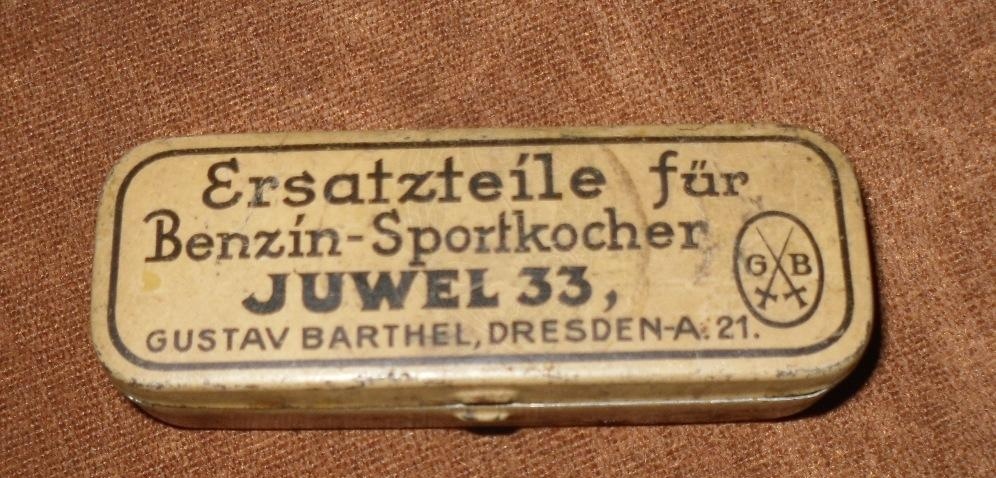 Ersatzteile für
Benzin-Sportkocher
JUWEL 33,
GUSTAV BARTHEL, DRESDEN-A. 21.
G B